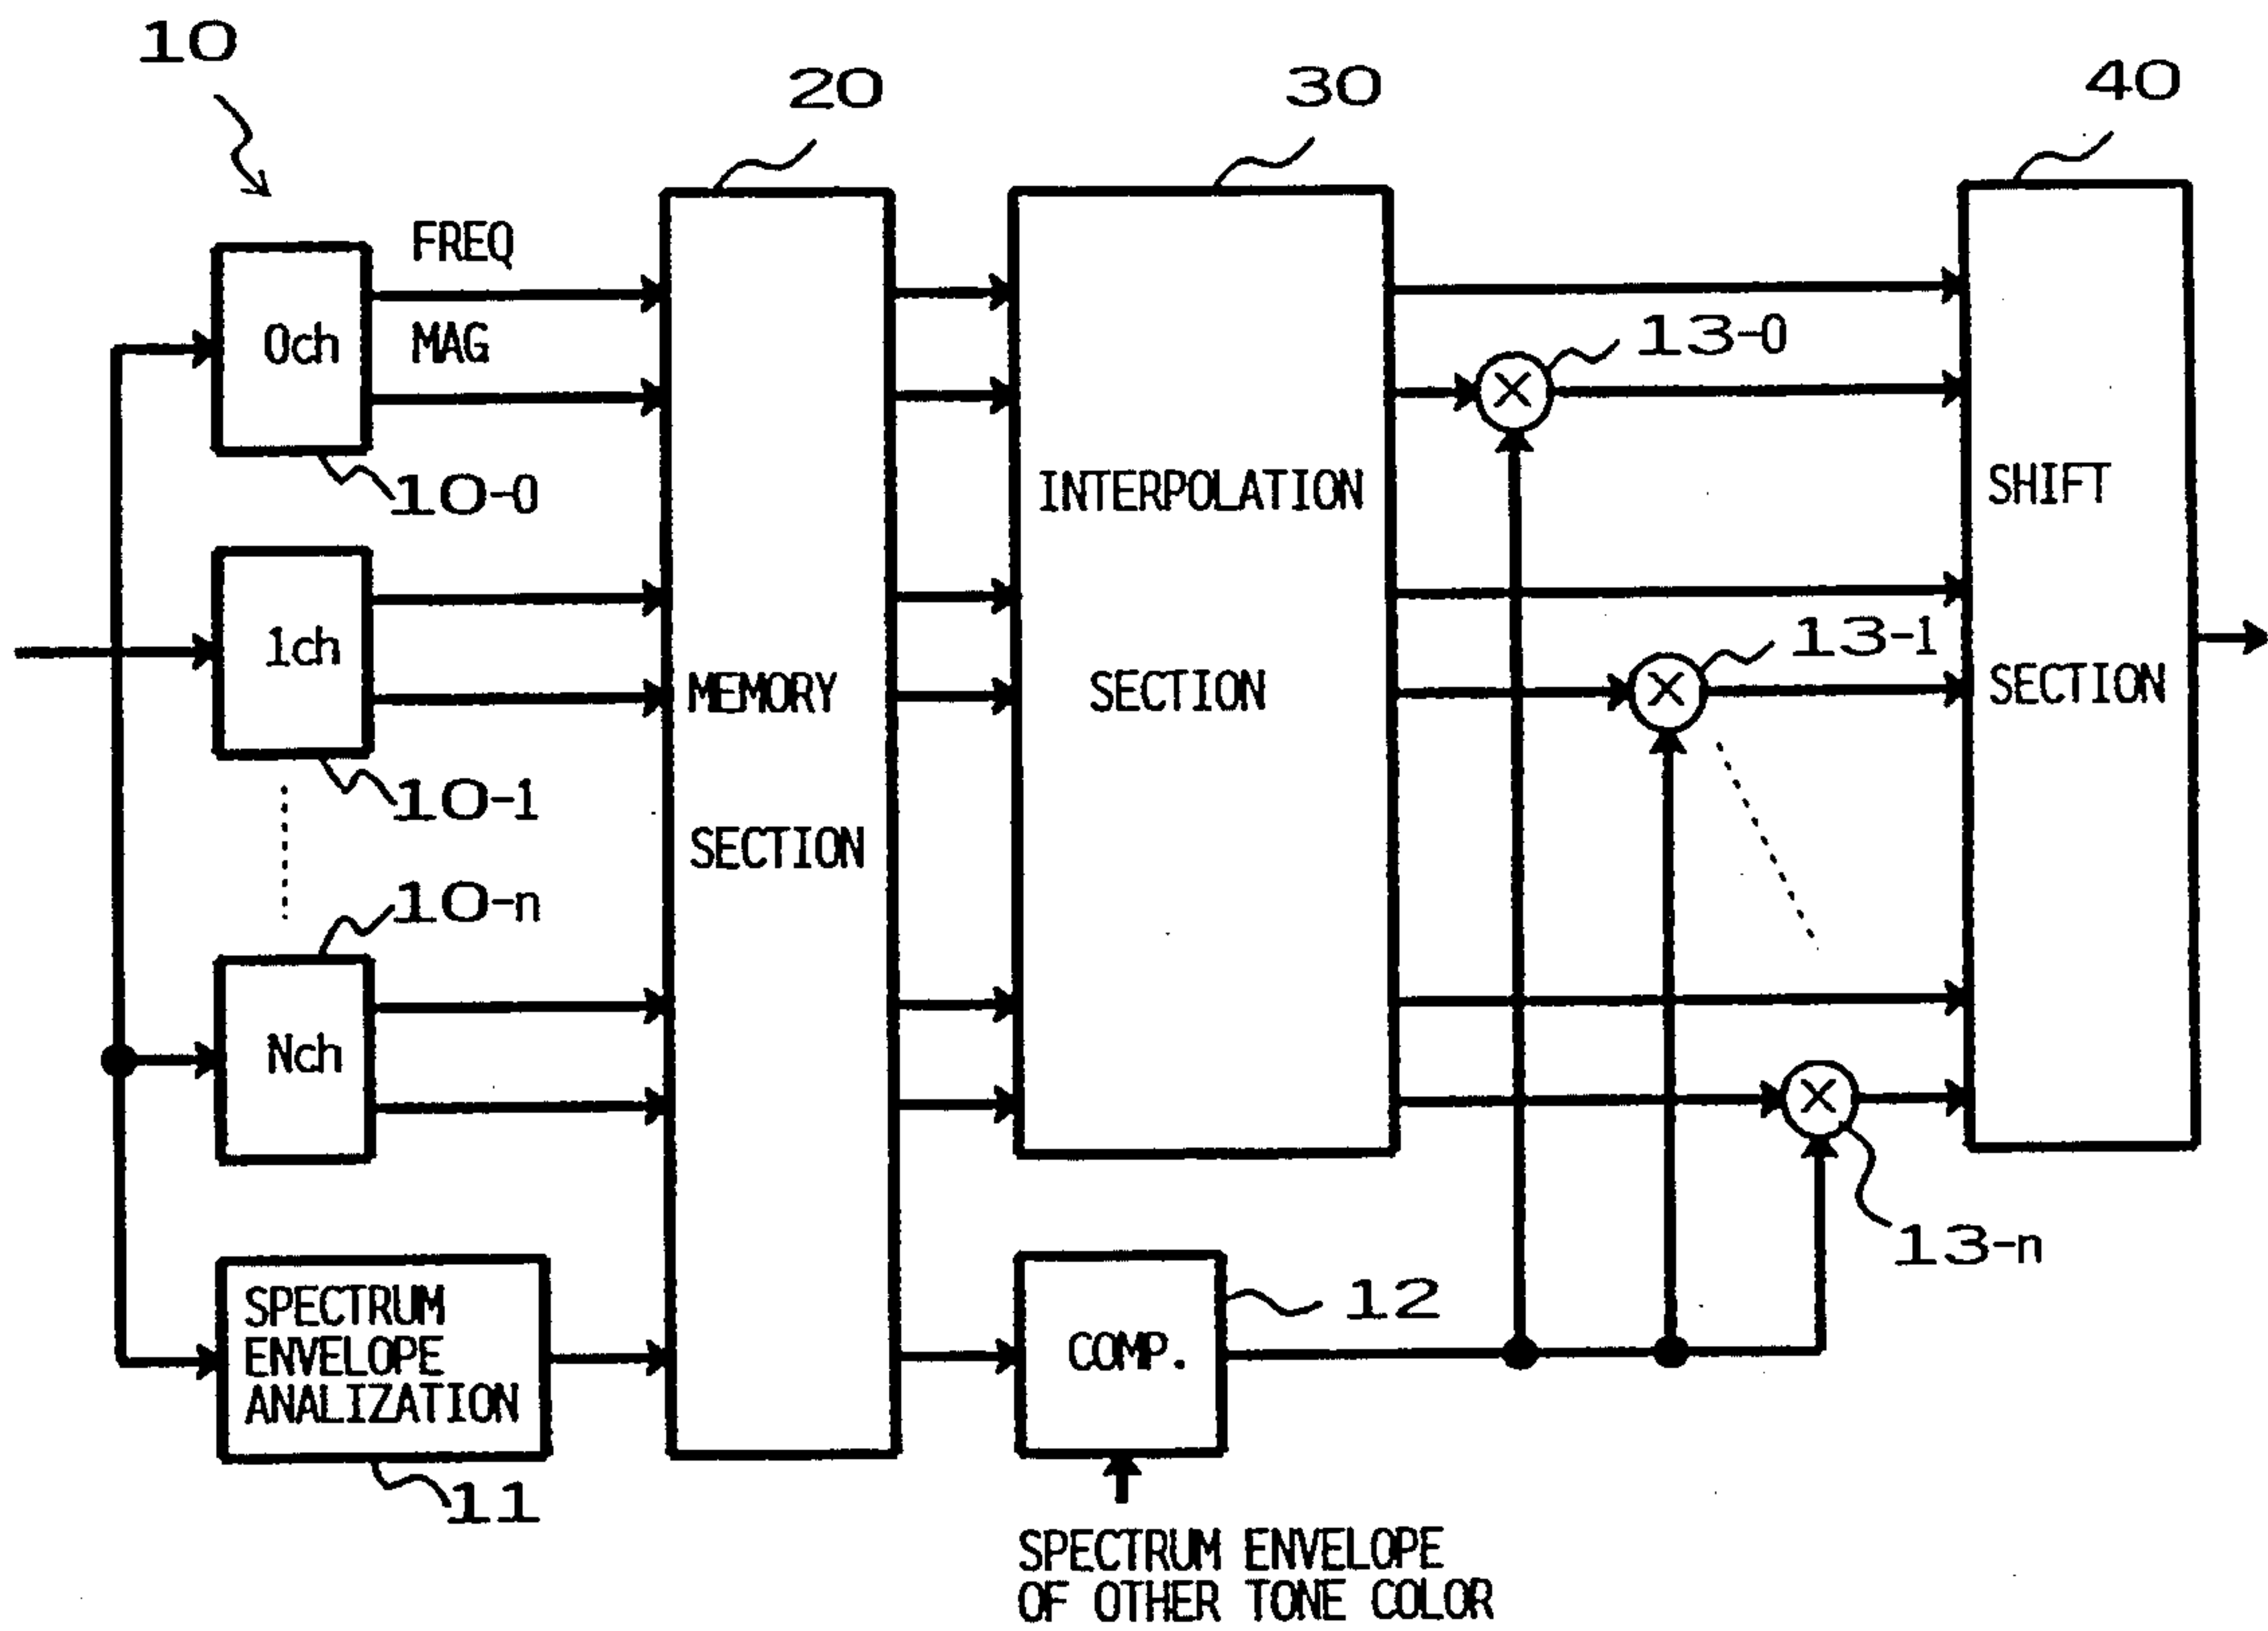 10
20
30
40
FREQ
0ch
MAG
13-0
10-0
INTERPOLATION
SHIFT
1ch
13-1
MEMORY
SECTION
SECTION
10-1
SECTION
10-n
Nch
13-n
SPECTRUM
ENVELOPE
ANALIZATION
12
COMP.
11
SPECTRUM ENVELOPE
OF OTHER TONE COLOR